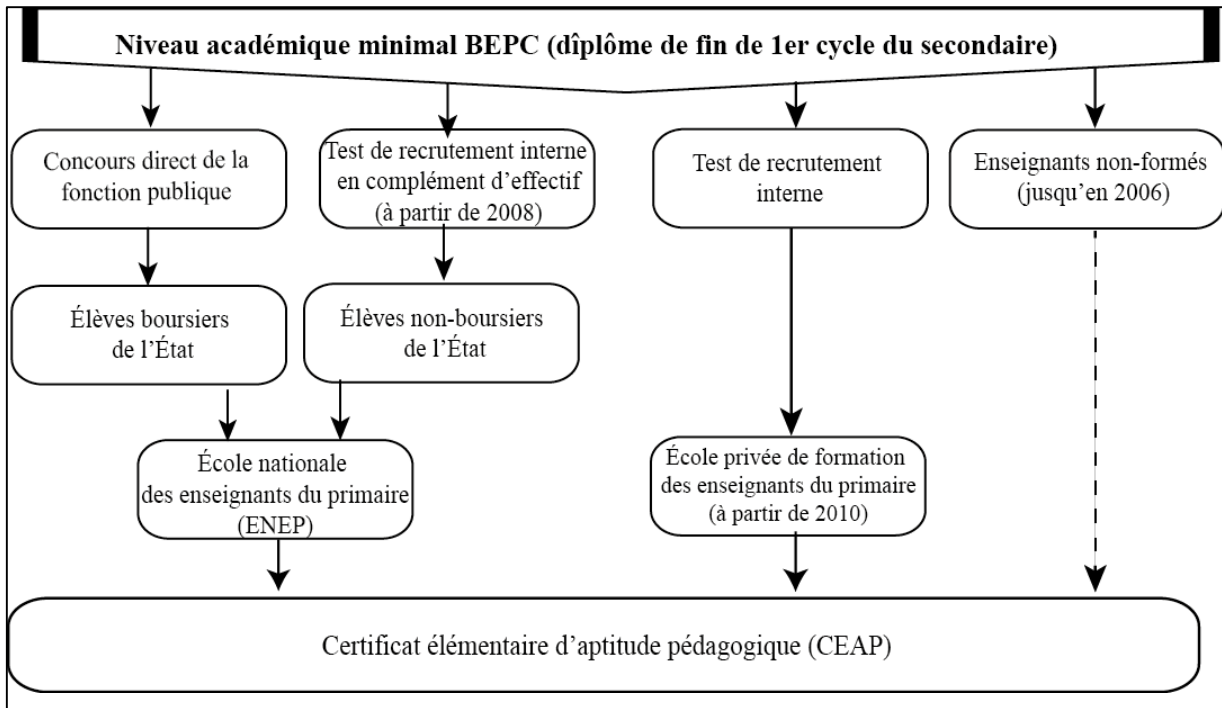 Niveau académique minimal BEPC (dîplôme de fin de 1er cycle du secondaire)
Concours direct de la
fonction publique
Test de recrutement interne
en complément d’effectif
(à partir de 2008)
Test de recrutement
interne
Enseignants non-formés
(jusqu’en 2006)
Élèves boursiers
de l’État
Élèves non-boursiers
de l’État
École nationale
des enseignants du primaire
(ENEP)
École privée de formation
des enseignants du primaire
(à partir de 2010)
Certificat élémentaire d’aptitude pédagogique (CEAP)